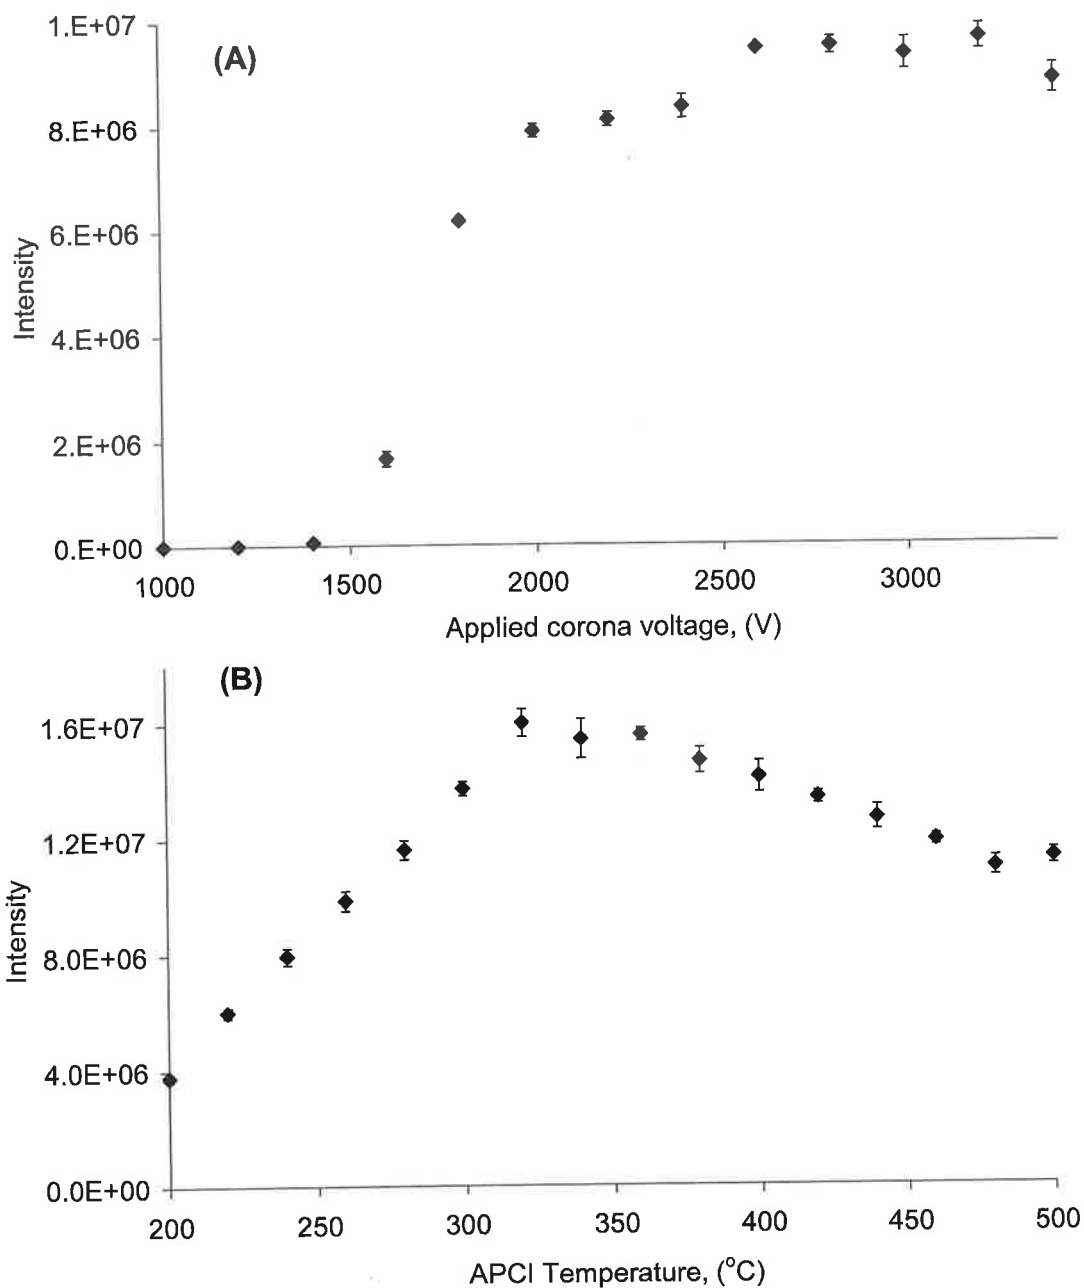 1.E+07
(A)
8.E+06
6.E+06
Intensity
4.E+06
2.E+06
0.E+00
1000 1500 2000 2500 3000
Applied corona voltage, (V)
(B)
1.6E+07
1.2E+07
Intensity
8.0E+06
4.0E+06
0.0E+00
200 250 300 350 400 450 500
APCI Temperature, (°C)